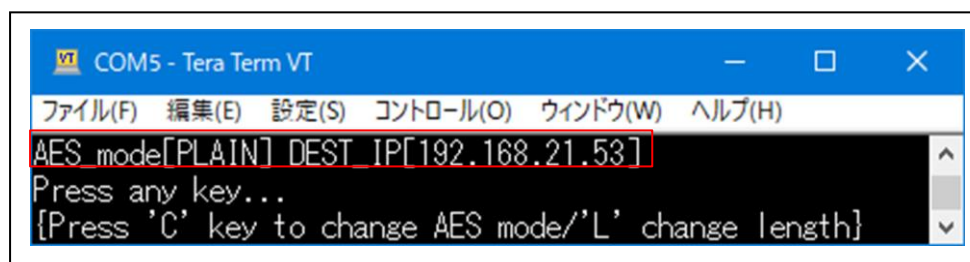 COM5 - Tera Term VT
ファイル(F) 編集(E) 設定(S) コントロール(O) ウィンドウ(W) ヘルプ(H)
AES_mode[PLAIN] DEST_IP[192.168.21.53]
Press any key...
{Press 'C' key to change AES mode/'L' change length}